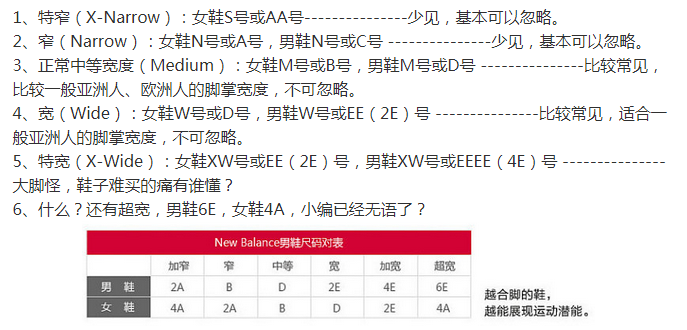 1、特窄（X-Narrow）：女鞋S号或AA号---------------少见，基本可以忽略。
2、窄（Narrow）：女鞋N号或A号，男鞋N号或C号 ---------------少见，基本可以忽略。
3、正常中等宽度（Medium）：女鞋M号或B号，男鞋M号或D号 ---------------比较常见，
比较一般亚洲人、欧洲人的脚掌宽度，不可忽略。
4、宽（Wide）：女鞋W号或D号，男鞋W号或EE（2E）号 ---------------比较常见，适合一
般亚洲人的脚掌宽度，不可忽略。
5、特宽（X-Wide）：女鞋XW号或EE（2E）号，男鞋XW号或EEEE（4E）号 ---------------
大脚怪，鞋子难买的痛有谁懂？
6、什么？还有超宽，男鞋6E，女鞋4A，小编已经无语了？
New Balance男鞋尺码对表
加窄 窄 中等 宽 加宽 超宽
男 鞋 2A B D 2E 4E 6E
女 鞋 4A 2A B D 2E 4A
越合脚的鞋，
越能展现运动潜能。